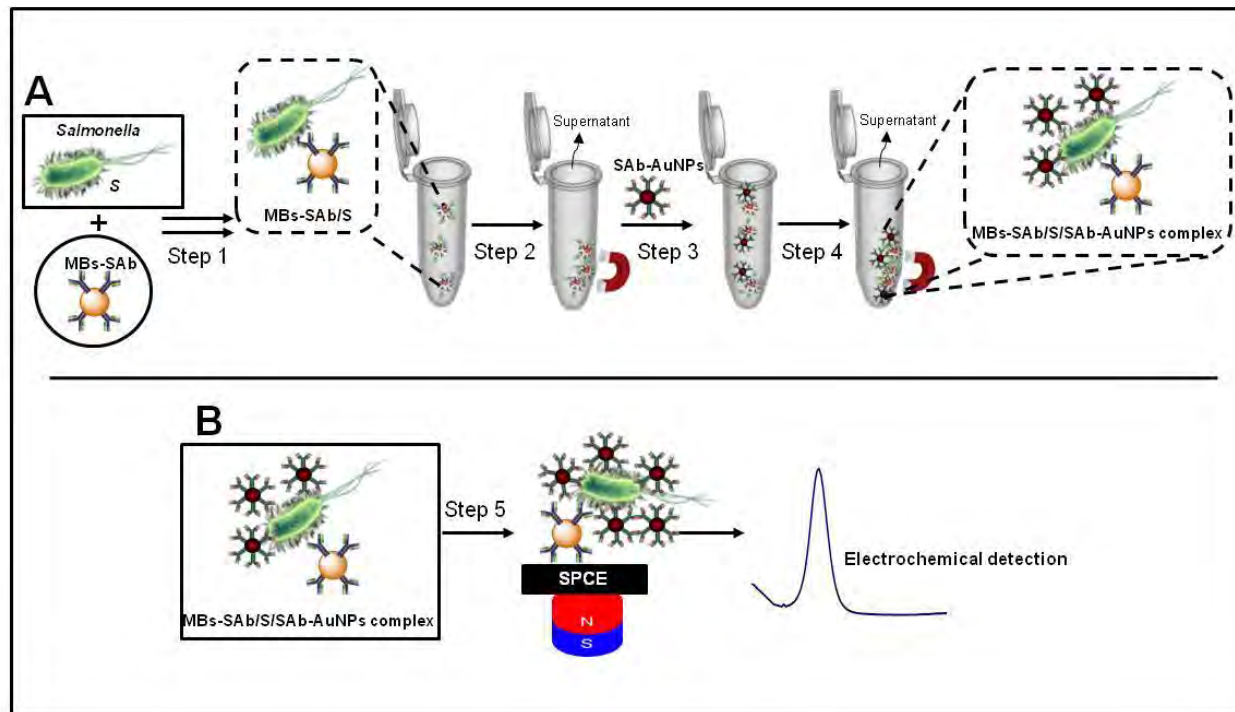 A
Salmonella
S
+
MBs-SAb
Step 1
MBs-SAb/S
Step 2
Supernatant
SAb-AuNPs
Step 3
Step 4
Supernatant
MBs-SAb/S/SAb-AuNPs complex
B
MBs-SAb/S/SAb-AuNPs complex
Step 5
SPCE
N
S
Electrochemical detection